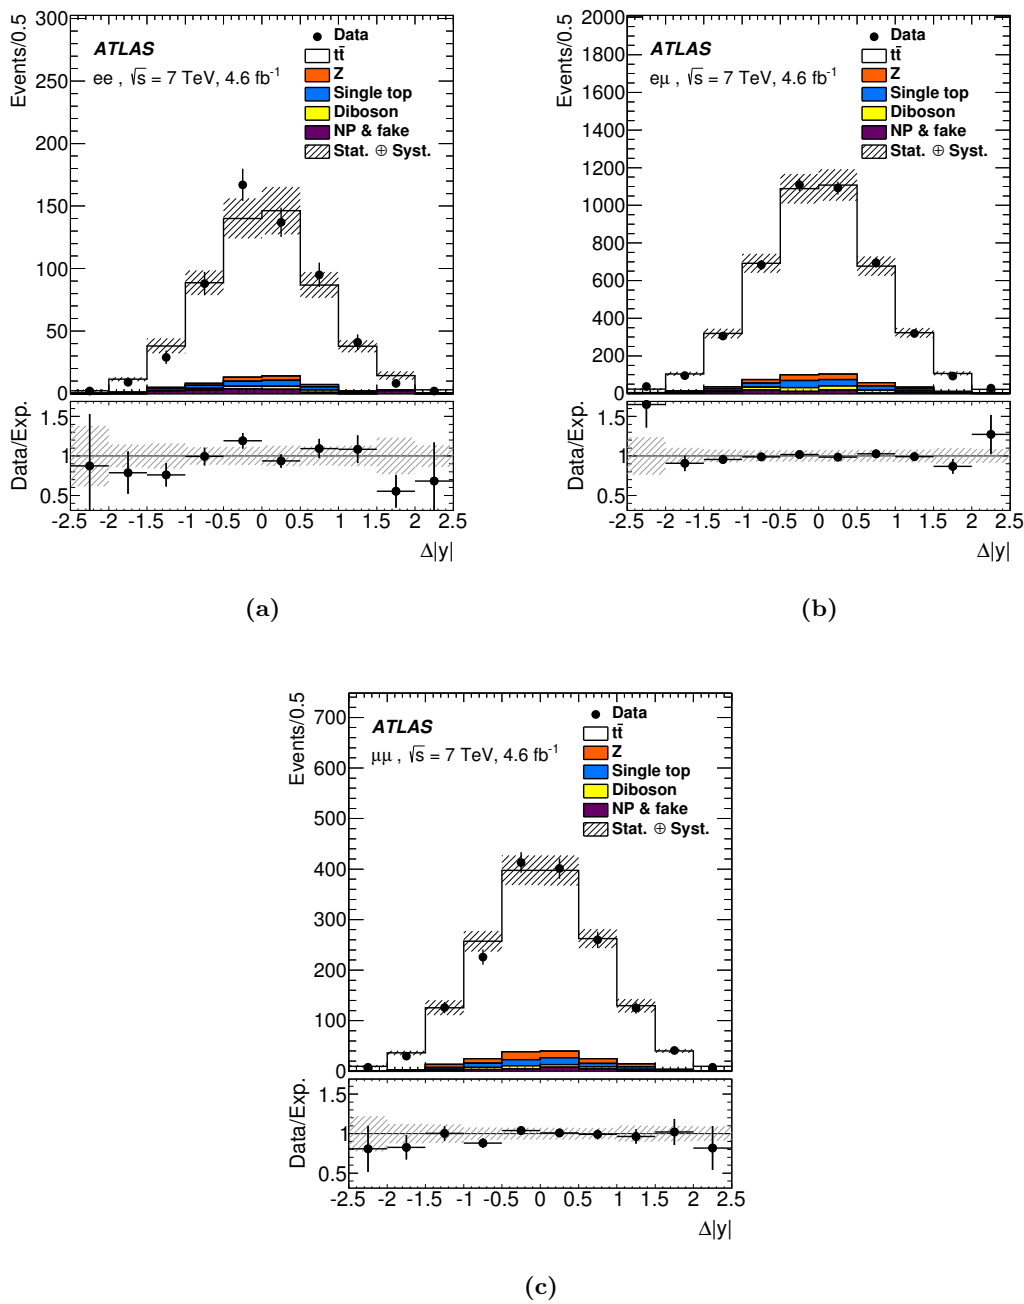 Events/0.5
300
250
200
150
100
50
0
ATLAS
ee , √s = 7 TeV, 4.6 fb⁻¹
Data
tt̄
Z
Single top
Diboson
NP & fake
Stat. ⊕ Syst.
Data/Exp.
1.5
1
0.5
-2.5 -2 -1.5 -1 -0.5 0 0.5 1 1.5 2 2.5
Δ|y|
(a)
Events/0.5
2000
1800
1600
1400
1200
1000
800
600
400
200
0
ATLAS
eμ , √s = 7 TeV, 4.6 fb⁻¹
Data
tt̄
Z
Single top
Diboson
NP & fake
Stat. ⊕ Syst.
Data/Exp.
1.5
1
0.5
-2.5 -2 -1.5 -1 -0.5 0 0.5 1 1.5 2 2.5
Δ|y|
(b)
Events/0.5
700
600
500
400
300
200
100
0
ATLAS
μμ , √s = 7 TeV, 4.6 fb⁻¹
Data
tt̄
Z
Single top
Diboson
NP & fake
Stat. ⊕ Syst.
Data/Exp.
1.5
1
0.5
-2.5 -2 -1.5 -1 -0.5 0 0.5 1 1.5 2 2.5
Δ|y|
(c)